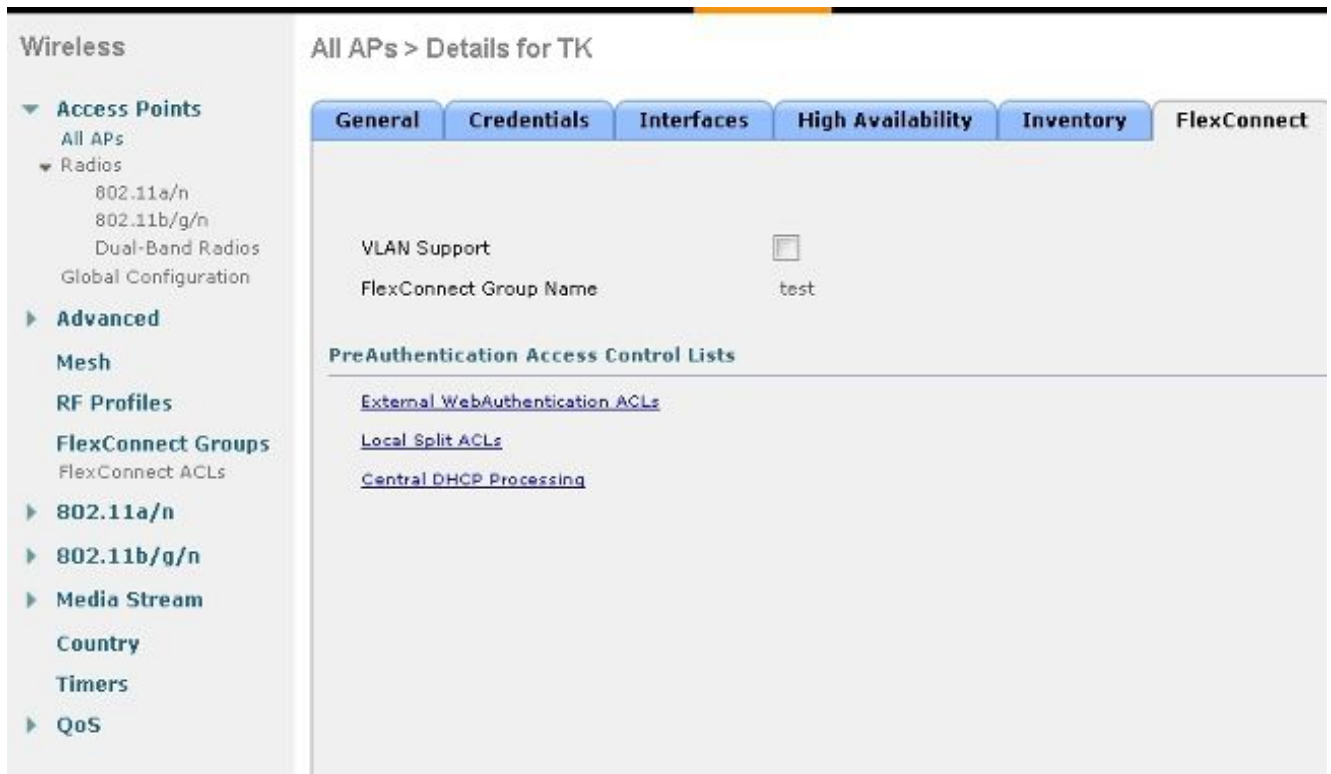 Wireless
Access Points
All APs
Radios
802.11a/n
802.11b/g/n
Dual-Band Radios
Global Configuration
Advanced
Mesh
RF Profiles
FlexConnect Groups
FlexConnect ACLs
802.11a/n
802.11b/g/n
Media Stream
Country
Timers
QoS
All APs > Details for TK
General Credentials Interfaces High Availability Inventory FlexConnect
VLAN Support
FlexConnect Group Name test
PreAuthentication Access Control Lists
External WebAuthentication ACLs
Local Split ACLs
Central DHCP Processing